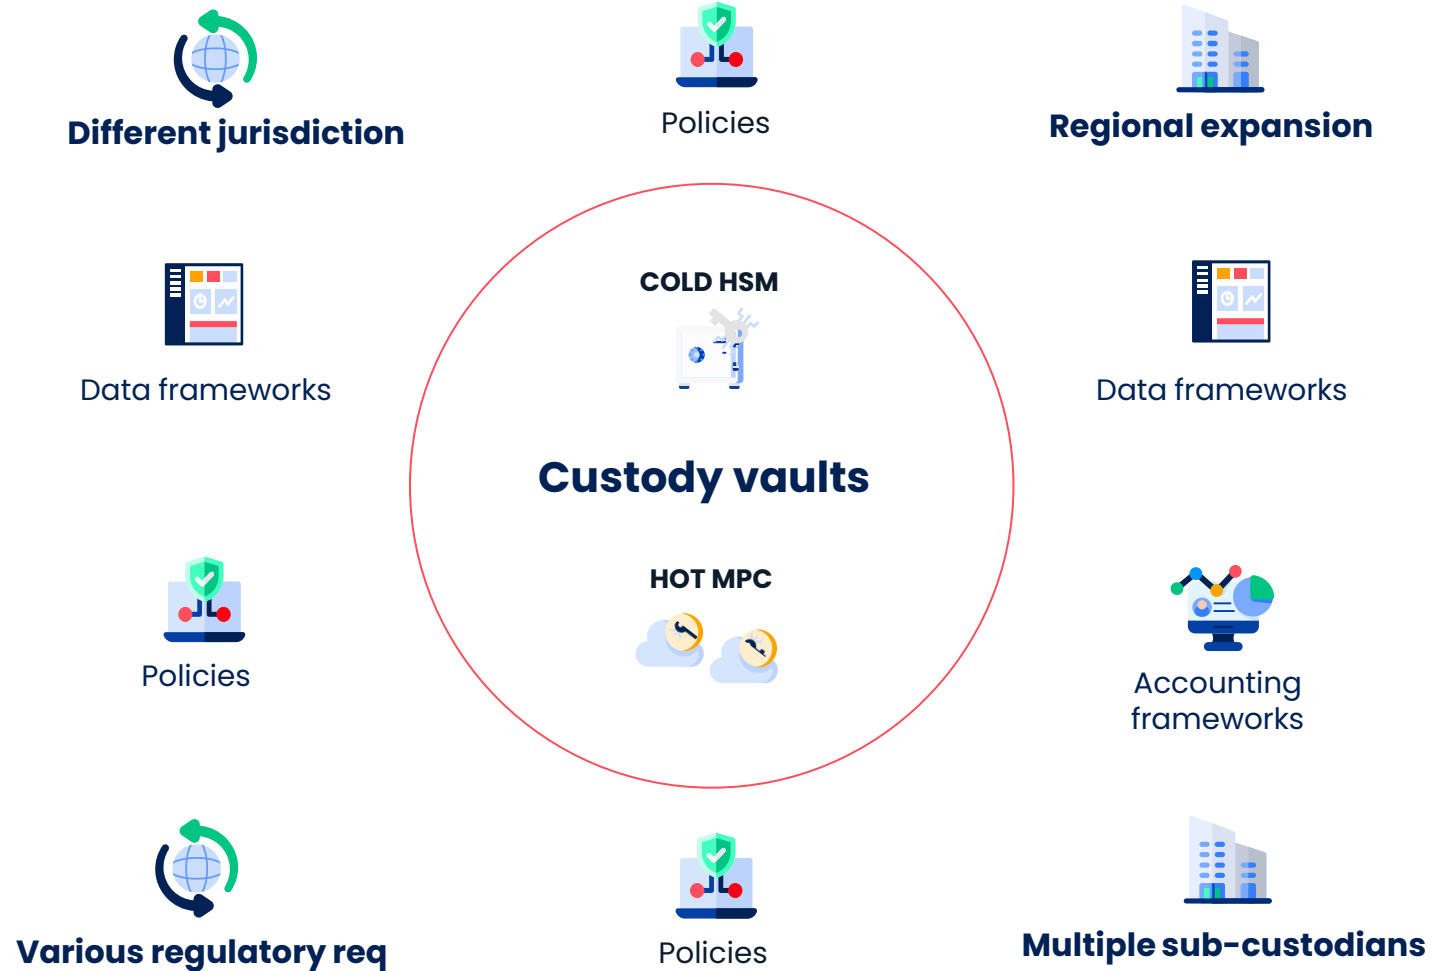 Different jurisdiction
Policies
Regional expansion
COLD HSM
Data frameworks
Data frameworks
Custody vaults
HOT MPC
Policies
Accounting
frameworks
Various regulatory req
Policies
Multiple sub-custodians